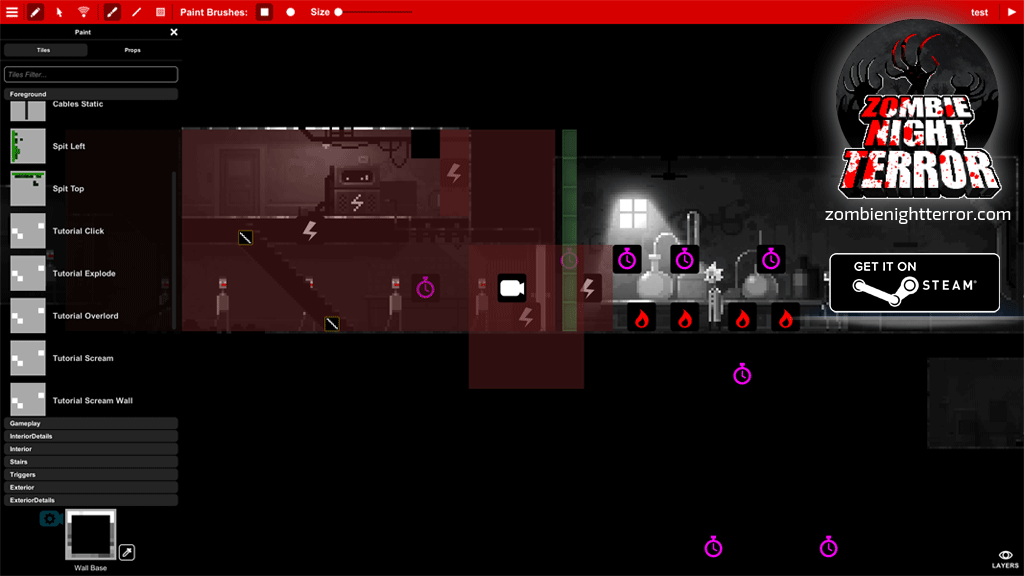 Paint Brushes:
Size
test
Paint
Tiles
Props
Tiles Filter...
Foreground
Cables Static
Spit Left
Spit Top
Tutorial Click
Tutorial Explode
Tutorial Overlord
Tutorial Scream
Tutorial Scream Wall
Gameplay
InteriorDetails
Interior
Stairs
Triggers
Exterior
ExteriorDetails
Wall Base
ZOMBIE
NIGHT
TERROR
zombienightterror.com
GET IT ON
STEAM®
LAYERS